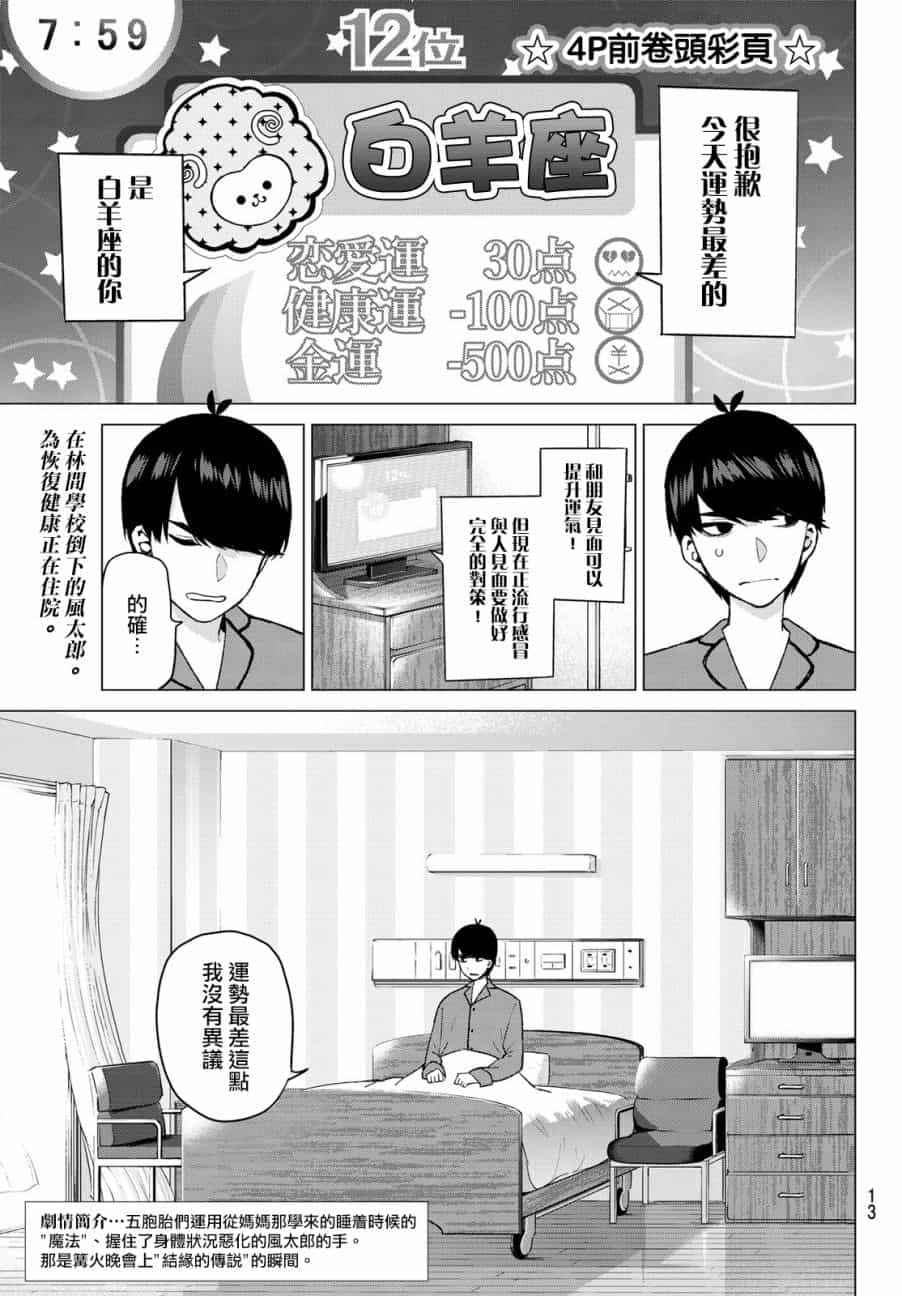 7:59
12位
☆ 4P前卷頭彩頁 ☆
白羊座
恋愛運 30点
健康運 -100点
金運 -500点
很抱歉
今天運勢最差的
是
白羊座的你
和朋友見面可以
提升運氣！
但現在正流行感冒
與人見面要做好
完全的對策！
的確…
在林間學校倒下的風太郎。
為恢復健康正在住院。
運勢最差這點
我沒有異議
劇情簡介…五胞胎們運用從媽媽那學來的睡着時候的
"魔法"、握住了身體狀況惡化的風太郎的手。
那是篝火晚會上"結緣的傳説"的瞬間。
13